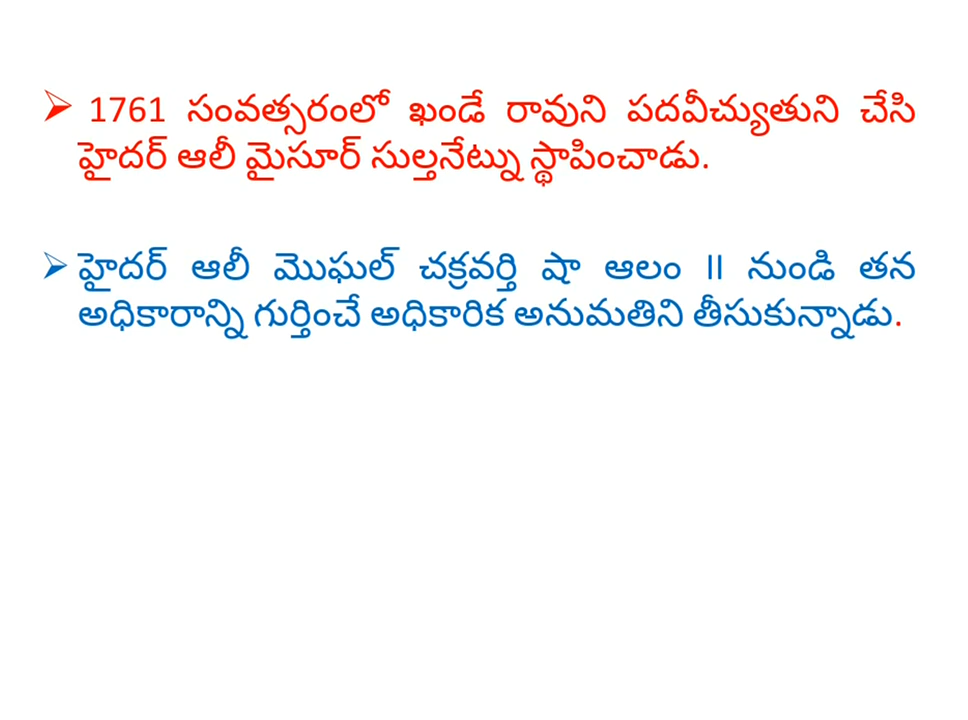 ➢ 1761 సంవత్సరంలో ఖండే రావుని పదవీచ్యుతుని చేసి
హైదర్ ఆలీ మైసూర్ సుల్తనేట్ను స్థాపించాడు.
➢ హైదర్ ఆలీ మొఘల్ చక్రవర్తి షా ఆలం II నుండి తన
అధికారాన్ని గుర్తించే అధికారిక అనుమతిని తీసుకున్నాడు.